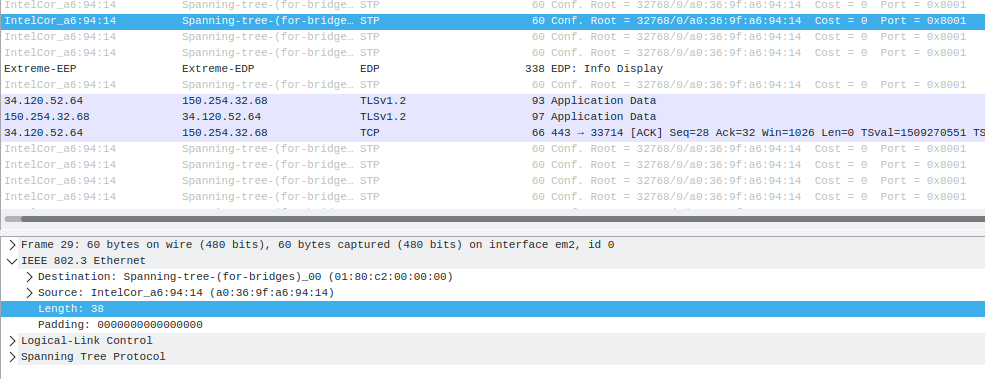 IntelCor_a6:94:14 Spanning-tree-(for-bridge… STP 60 Conf. Root = 32768/0/a0:36:9f:a6:94:14 Cost = 0 Port = 0x8001
IntelCor_a6:94:14 Spanning-tree-(for-bridge… STP 60 Conf. Root = 32768/0/a0:36:9f:a6:94:14 Cost = 0 Port = 0x8001
IntelCor_a6:94:14 Spanning-tree-(for-bridge… STP 60 Conf. Root = 32768/0/a0:36:9f:a6:94:14 Cost = 0 Port = 0x8001
IntelCor_a6:94:14 Spanning-tree-(for-bridge… STP 60 Conf. Root = 32768/0/a0:36:9f:a6:94:14 Cost = 0 Port = 0x8001
Extreme-EEP Extreme-EDP EDP 338 EDP: Info Display
IntelCor_a6:94:14 Spanning-tree-(for-bridge… STP 60 Conf. Root = 32768/0/a0:36:9f:a6:94:14 Cost = 0 Port = 0x8001
34.120.52.64 150.254.32.68 TLSv1.2 93 Application Data
150.254.32.68 34.120.52.64 TLSv1.2 97 Application Data
34.120.52.64 150.254.32.68 TCP 66 443 → 33714 [ACK] Seq=28 Ack=32 Win=1026 Len=0 TSval=1509270551 TS
IntelCor_a6:94:14 Spanning-tree-(for-bridge… STP 60 Conf. Root = 32768/0/a0:36:9f:a6:94:14 Cost = 0 Port = 0x8001
IntelCor_a6:94:14 Spanning-tree-(for-bridge… STP 60 Conf. Root = 32768/0/a0:36:9f:a6:94:14 Cost = 0 Port = 0x8001
IntelCor_a6:94:14 Spanning-tree-(for-bridge… STP 60 Conf. Root = 32768/0/a0:36:9f:a6:94:14 Cost = 0 Port = 0x8001
IntelCor_a6:94:14 Spanning-tree-(for-bridge… STP 60 Conf. Root = 32768/0/a0:36:9f:a6:94:14 Cost = 0 Port = 0x8001
Frame 29: 60 bytes on wire (480 bits), 60 bytes captured (480 bits) on interface em2, id 0
IEEE 802.3 Ethernet
Destination: Spanning-tree-(for-bridges)_00 (01:80:c2:00:00:00)
Source: IntelCor_a6:94:14 (a0:36:9f:a6:94:14)
Length: 38
Padding: 0000000000000000
Logical-Link Control
Spanning Tree Protocol